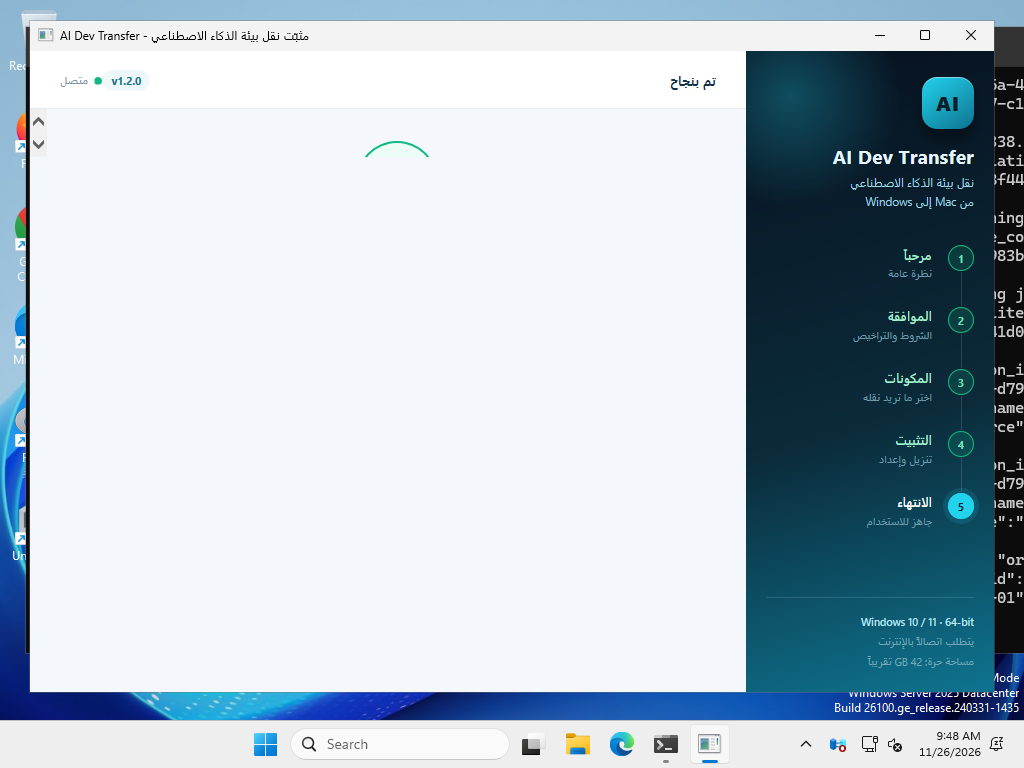 AI Dev Transfer - مثبّت نقل بيئة الذكاء الاصطناعي
تم بنجاح
v1.2.0
متصل
AI
AI Dev Transfer
نقل بيئة الذكاء الاصطناعي
من Mac إلى Windows
1
مرحباً
نظرة عامة
2
الموافقة
الشروط والتراخيص
3
المكونات
اختر ما تريد نقله
4
التثبيت
تنزيل وإعداد
5
الانتهاء
جاهز للاستخدام
Windows 10 / 11 · 64-bit
يتطلب اتصالاً بالإنترنت
مساحة حرة: 42 GB تقريباً
Mode
Windows Server 2025 Datacenter
Build 26100.ge_release.240331-1435
Search
9:48 AM
11/26/2026